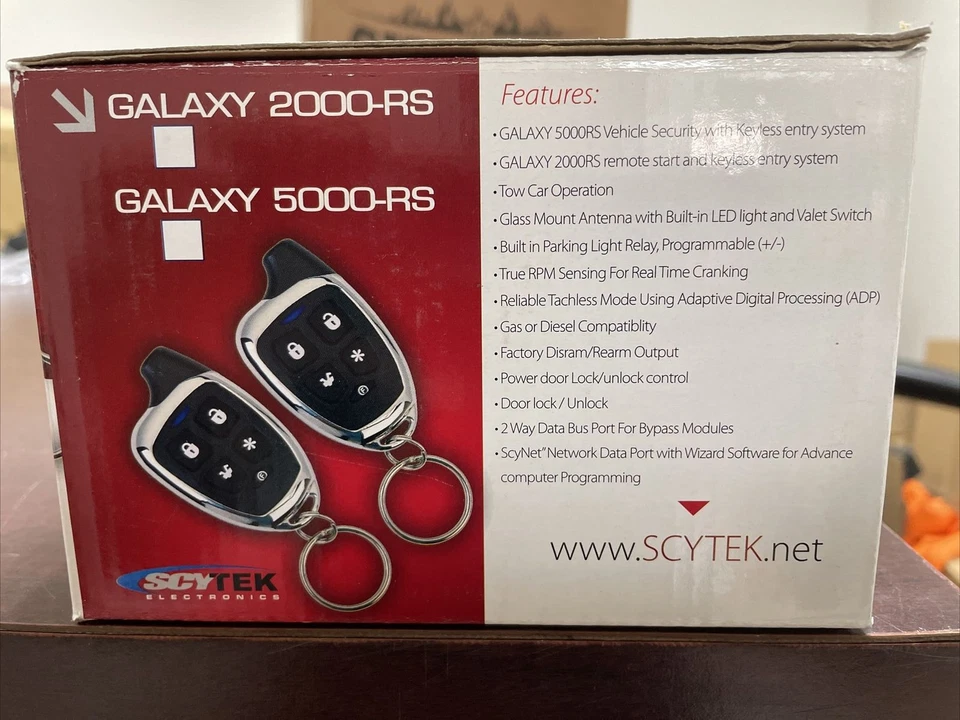 GALAXY 2000-RS
GALAXY 5000-RS
SCYTEK
ELECTRONICS
Features:
• GALAXY 5000RS Vehicle Security with Keyless entry system
• GALAXY 2000RS remote start and keyless entry system
• Tow Car Operation
• Glass Mount Antenna with Built-in LED light and Valet Switch
• Built in Parking Light Relay, Programmable (+/-)
• True RPM Sensing For Real Time Cranking
• Reliable Tachless Mode Using Adaptive Digital Processing (ADP)
• Gas or Diesel Compatiblity
• Factory Disram/Rearm Output
• Power door Lock/unlock control
• Door lock / Unlock
• 2 Way Data Bus Port For Bypass Modules
• ScyNet" Network Data Port with Wizard Software for Advance
computer Programming
www.SCYTEK.net